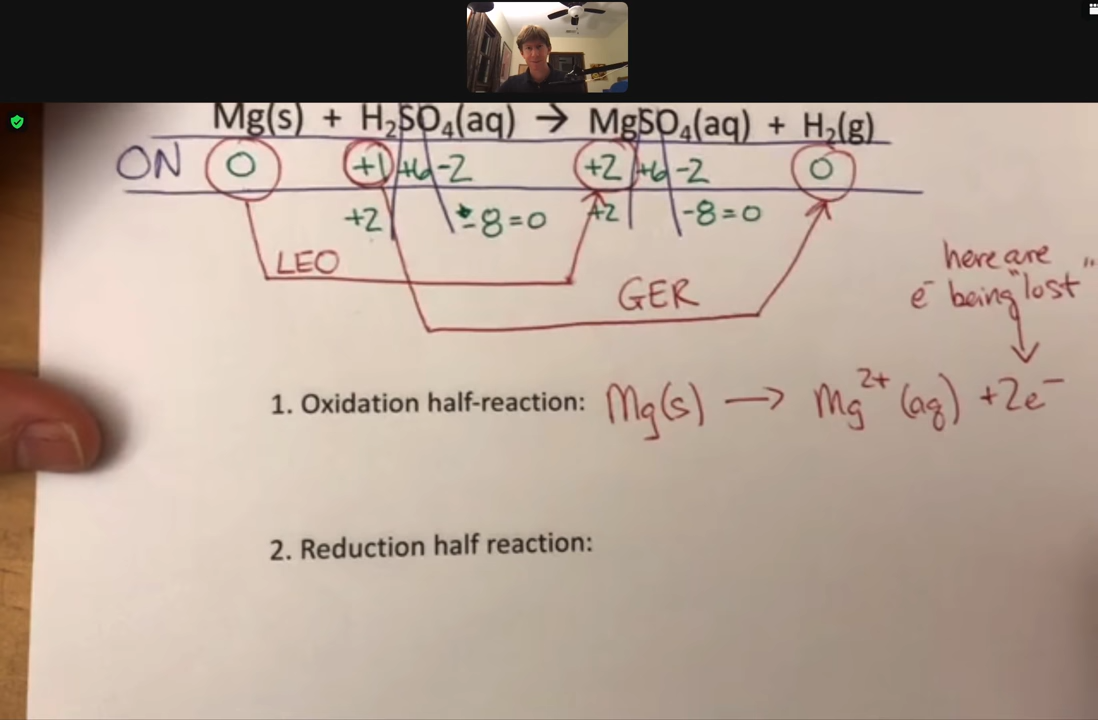 Mg(s) + H₂SO₄(aq) → MgSO₄(aq) + H₂(g)
ON 0 +1 +6 -2 +2 +6 -2 0
+2 -8=0 +2 -8=0
LEO
GER
here are
e⁻ being "lost"
1. Oxidation half-reaction: Mg(s) → Mg²⁺(aq) +2e⁻
2. Reduction half reaction: